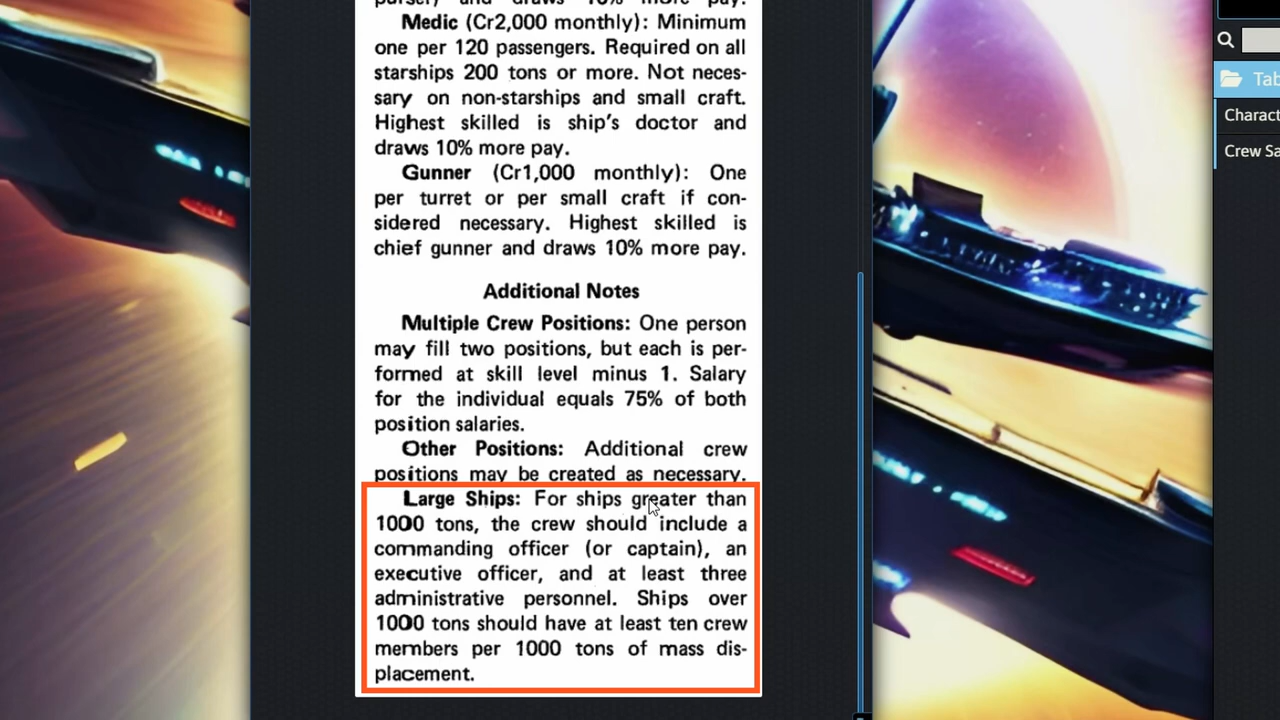 Medic (Cr2,000 monthly): Minimum
one per 120 passengers. Required on all
starships 200 tons or more. Not neces-
sary on non-starships and small craft.
Highest skilled is ship's doctor and
draws 10% more pay.
Gunner (Cr1,000 monthly): One
per turret or per small craft if con-
sidered necessary. Highest skilled is
chief gunner and draws 10% more pay.
Additional Notes
Multiple Crew Positions: One person
may fill two positions, but each is per-
formed at skill level minus 1. Salary
for the individual equals 75% of both
position salaries.
Other Positions: Additional crew
positions may be created as necessary.
Large Ships: For ships greater than
1000 tons, the crew should include a
commanding officer (or captain), an
executive officer, and at least three
administrative personnel. Ships over
1000 tons should have at least ten crew
members per 1000 tons of mass dis-
placement.
Tab
Charact
Crew Sa